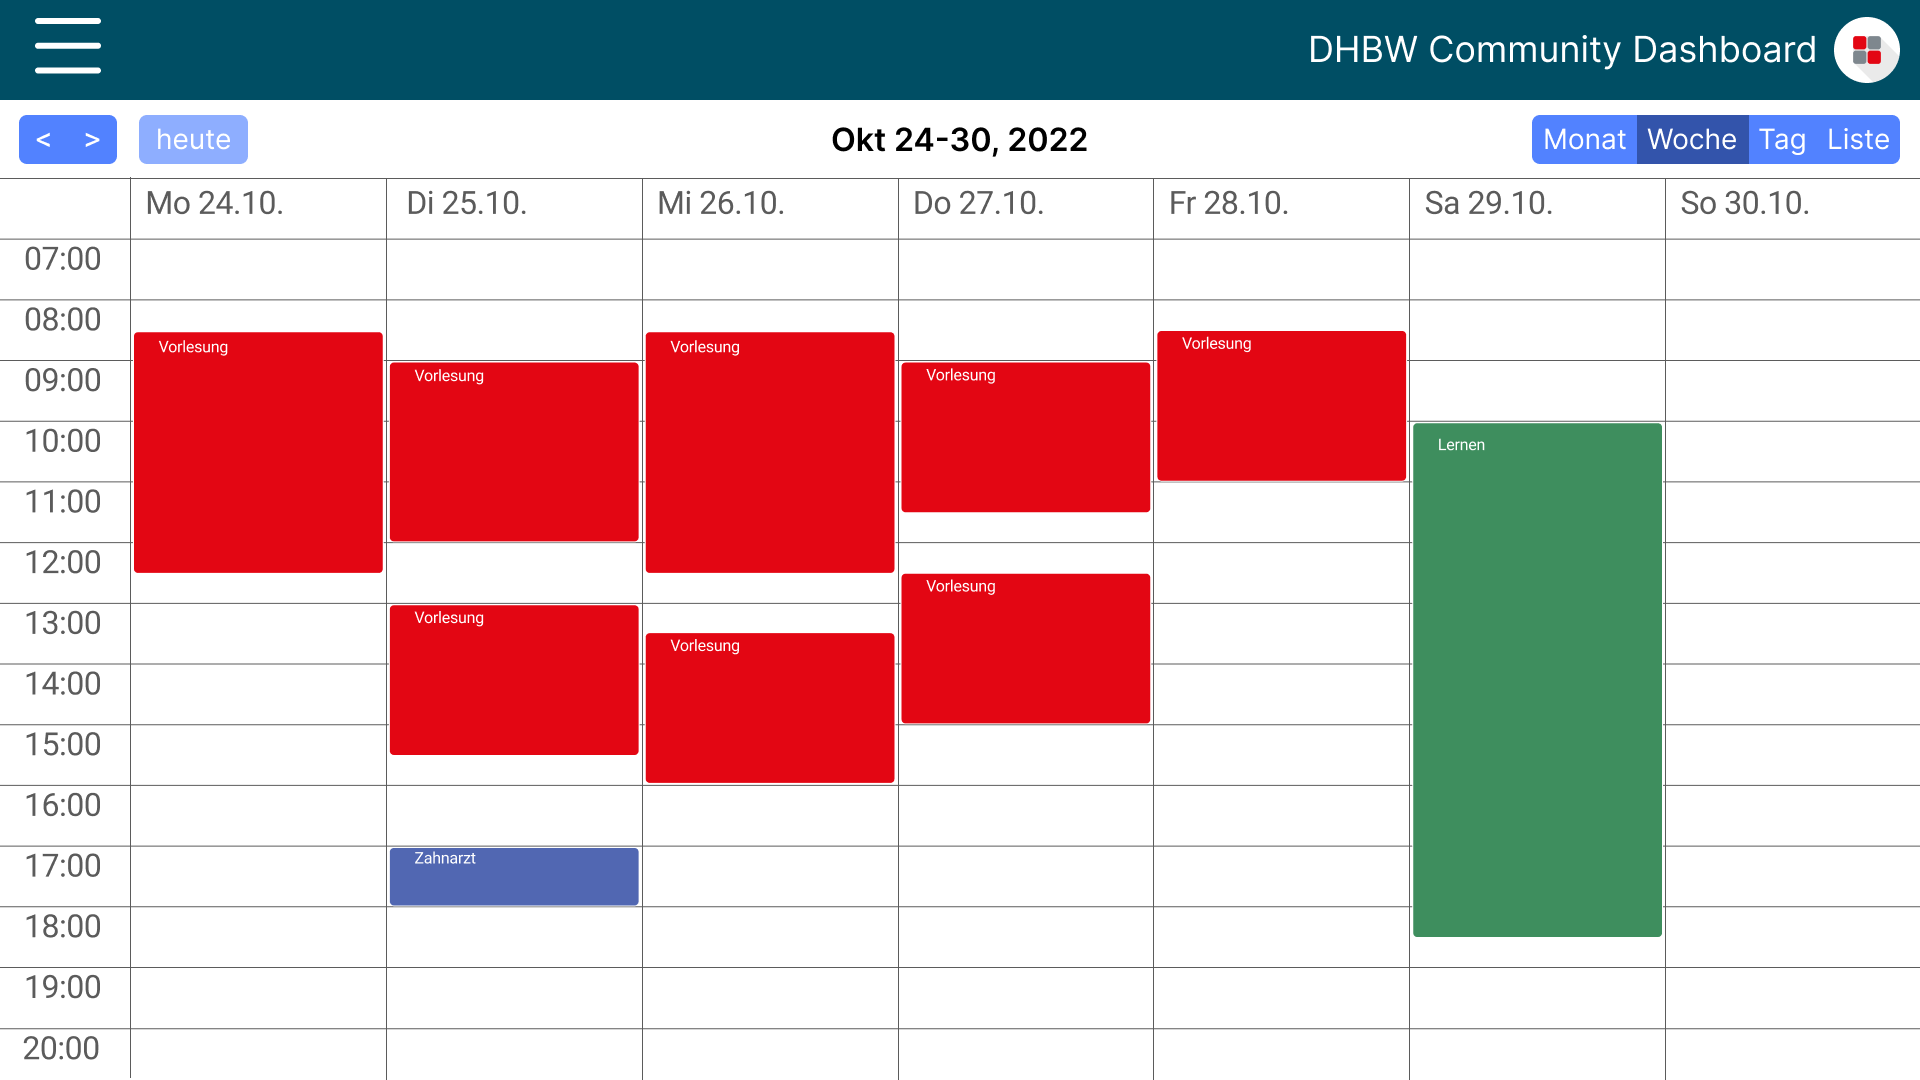 DHBW Community Dashboard
< > heute Okt 24-30, 2022 Monat Woche Tag Liste
Mo 24.10. Di 25.10. Mi 26.10. Do 27.10. Fr 28.10. Sa 29.10. So 30.10.
07:00
08:00
Vorlesung Vorlesung Vorlesung
09:00 Vorlesung Vorlesung
10:00 Lernen
11:00
12:00
Vorlesung
13:00 Vorlesung
Vorlesung
14:00
15:00
16:00
17:00 Zahnarzt
18:00
19:00
20:00